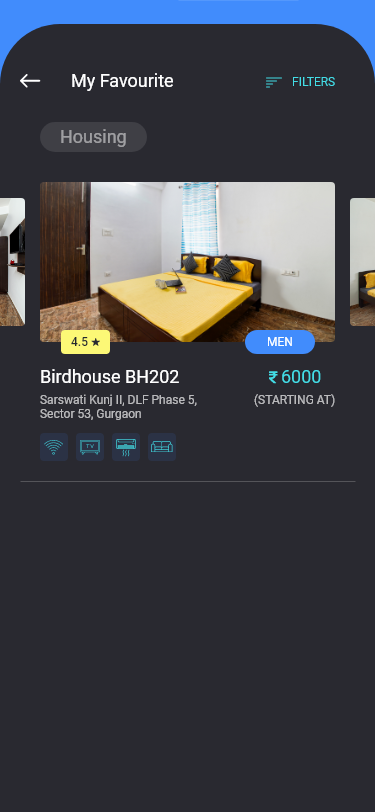 My Favourite
FILTERS
Housing
4.5 ★
MEN
Birdhouse BH202
₹ 6000
Sarswati Kunj II, DLF Phase 5,
(STARTING AT)
Sector 53, Gurgaon
TV